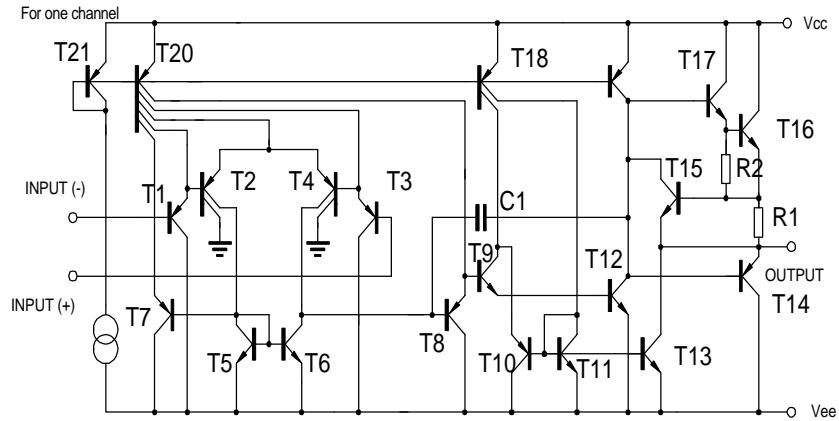 For one channel
Vcc
T21
T20
T18
T17
T16
T15
R2
T1
T2
T4
T3
INPUT (-)
C1
R1
T9
T12
OUTPUT
INPUT (+)
T7
T8
T14
T5
T6
T10
T11
T13
Vee